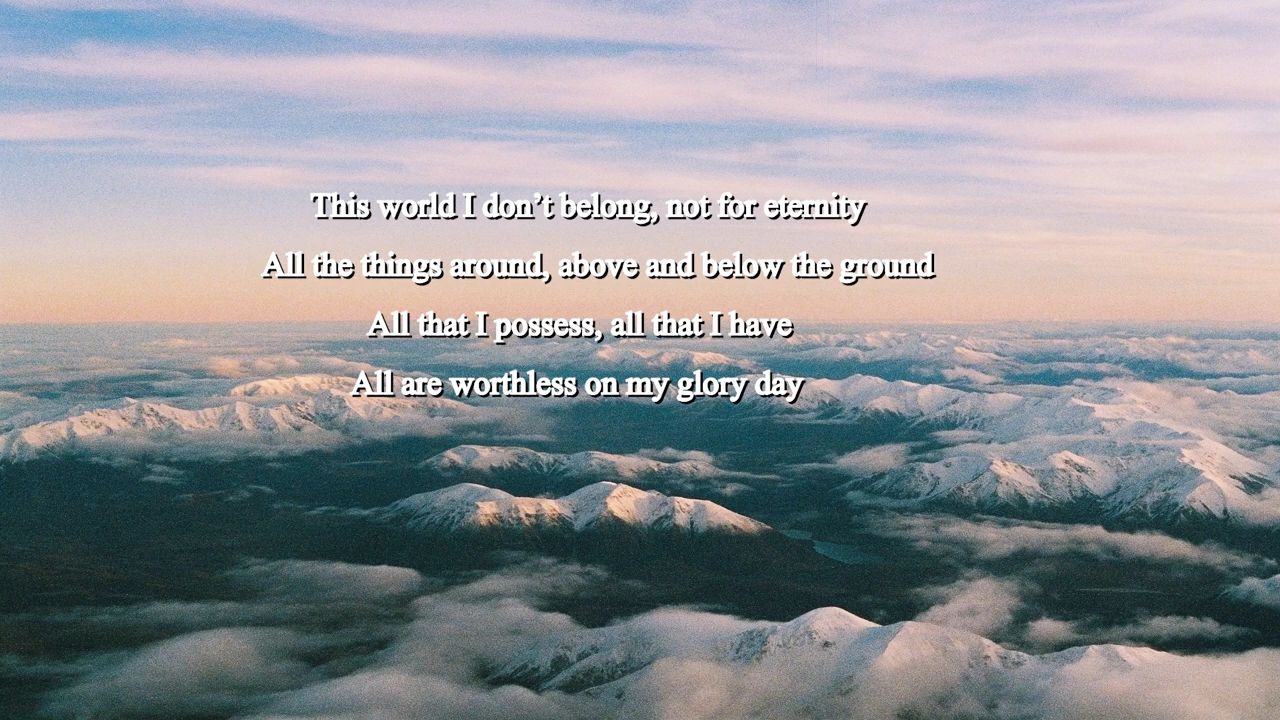 This world I don’t belong, not for eternity
All the things around, above and below the ground
All that I possess, all that I have
All are worthless on my glory day